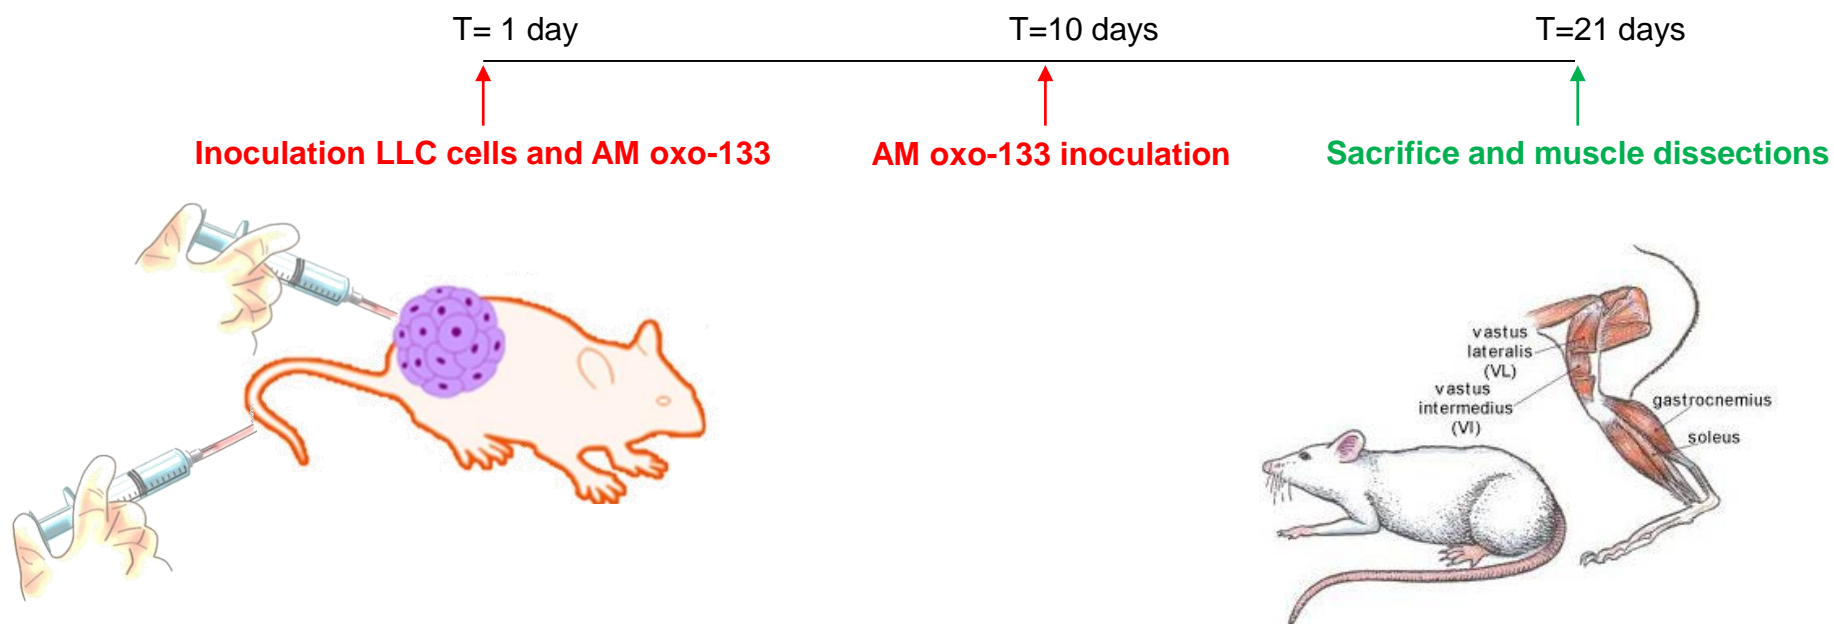 T= 1 day
T=10 days
T=21 days
Inoculation LLC cells and AM oxo-133
AM oxo-133 inoculation
Sacrifice and muscle dissections
vastus
lateralis
(VL)
vastus
intermedius
(VI)
gastrocnemius
soleus